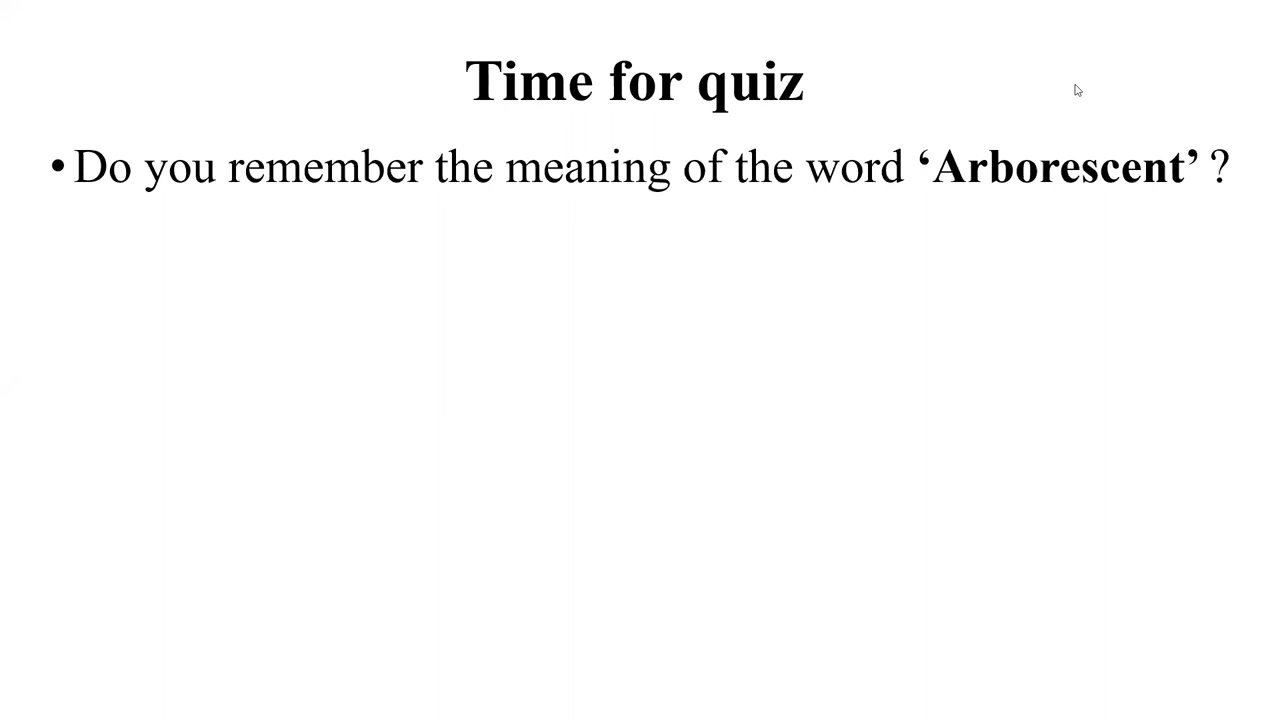 Time for quiz
• Do you remember the meaning of the word ‘Arborescent’ ?